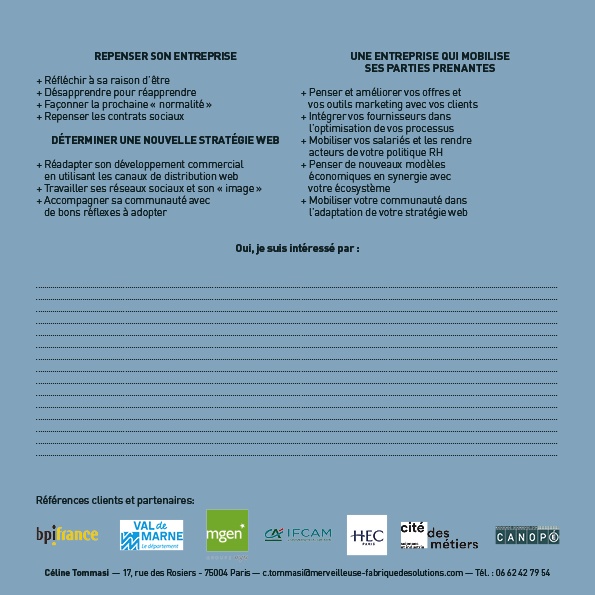 REPENSER SON ENTREPRISE
+ Réfléchir à sa raison d'être
+ Désapprendre pour réapprendre
+ Façonner la prochaine « normalité »
+ Repenser les contrats sociaux
DÉTERMINER UNE NOUVELLE STRATÉGIE WEB
+ Réadapter son développement commercial
en utilisant les canaux de distribution web
+ Travailler ses réseaux sociaux et son « image »
+ Accompagner sa communauté avec
de bons réflexes à adopter
UNE ENTREPRISE QUI MOBILISE
SES PARTIES PRENANTES
+ Penser et améliorer vos offres et
vos outils marketing avec vos clients
+ Intégrer vos fournisseurs dans
l'optimisation de vos processus
+ Mobiliser vos salariés et les rendre
acteurs de votre politique RH
+ Penser de nouveaux modèles
économiques en synergie avec
votre écosystème
+ Mobiliser votre communauté dans
l'adaptation de votre stratégie web
Oui, je suis intéressé par :
Références clients et partenaires:
bpifrance
VAL de
MARNE
Le département
mgen*
CA IFCAM
HEC
PARIS
cité
des
métiers
CANOPÉ
Céline Tommasi — 17, rue des Rosiers - 75004 Paris — c.tommasi@merveilleuse-fabriquedesolutions.com — Tél. : 06 62 42 79 54